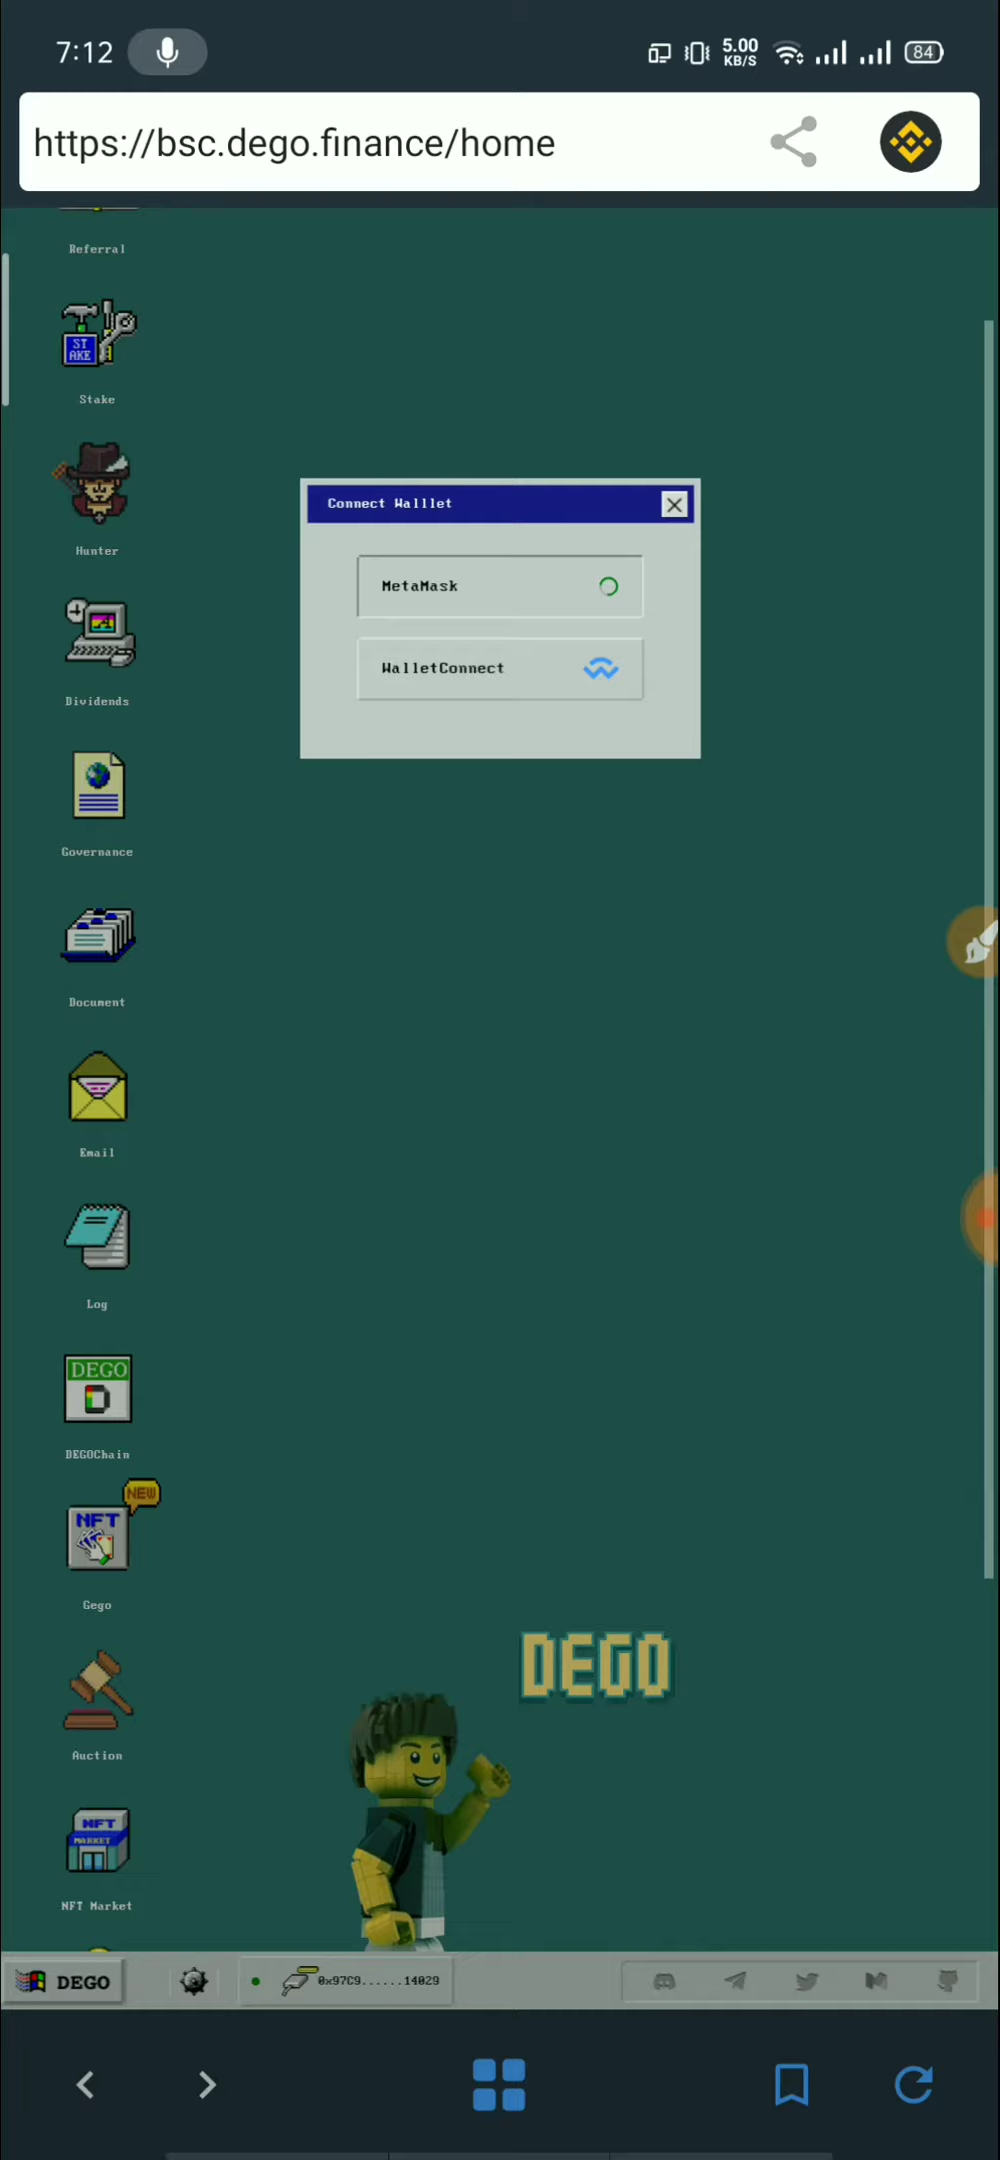 7:12
5.00
KB/S
84
https://bsc.dego.finance/home
Referral
ST
AKE
Stake
Connect Walllet
MetaMask
WalletConnect
Hunter
Dividends
Governance
Document
Email
Log
DEGO
D
DEGOChain
NEW
NFT
Gego
DEGO
Auction
NFT
MARKET
NFT Market
DEGO
0x97C9......14029